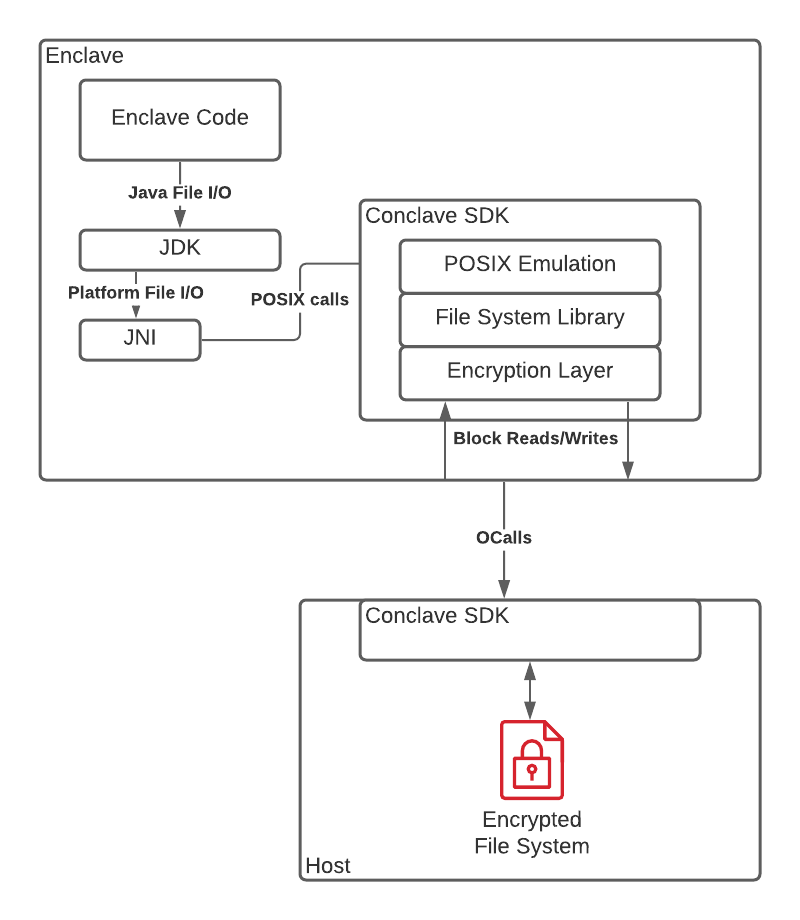 Enclave
Enclave Code
Java File I/O
JDK
Platform File I/O
JNI
POSIX calls
Conclave SDK
POSIX Emulation
File System Library
Encryption Layer
Block Reads/Writes
OCalls
Conclave SDK
Encrypted
File System
Host